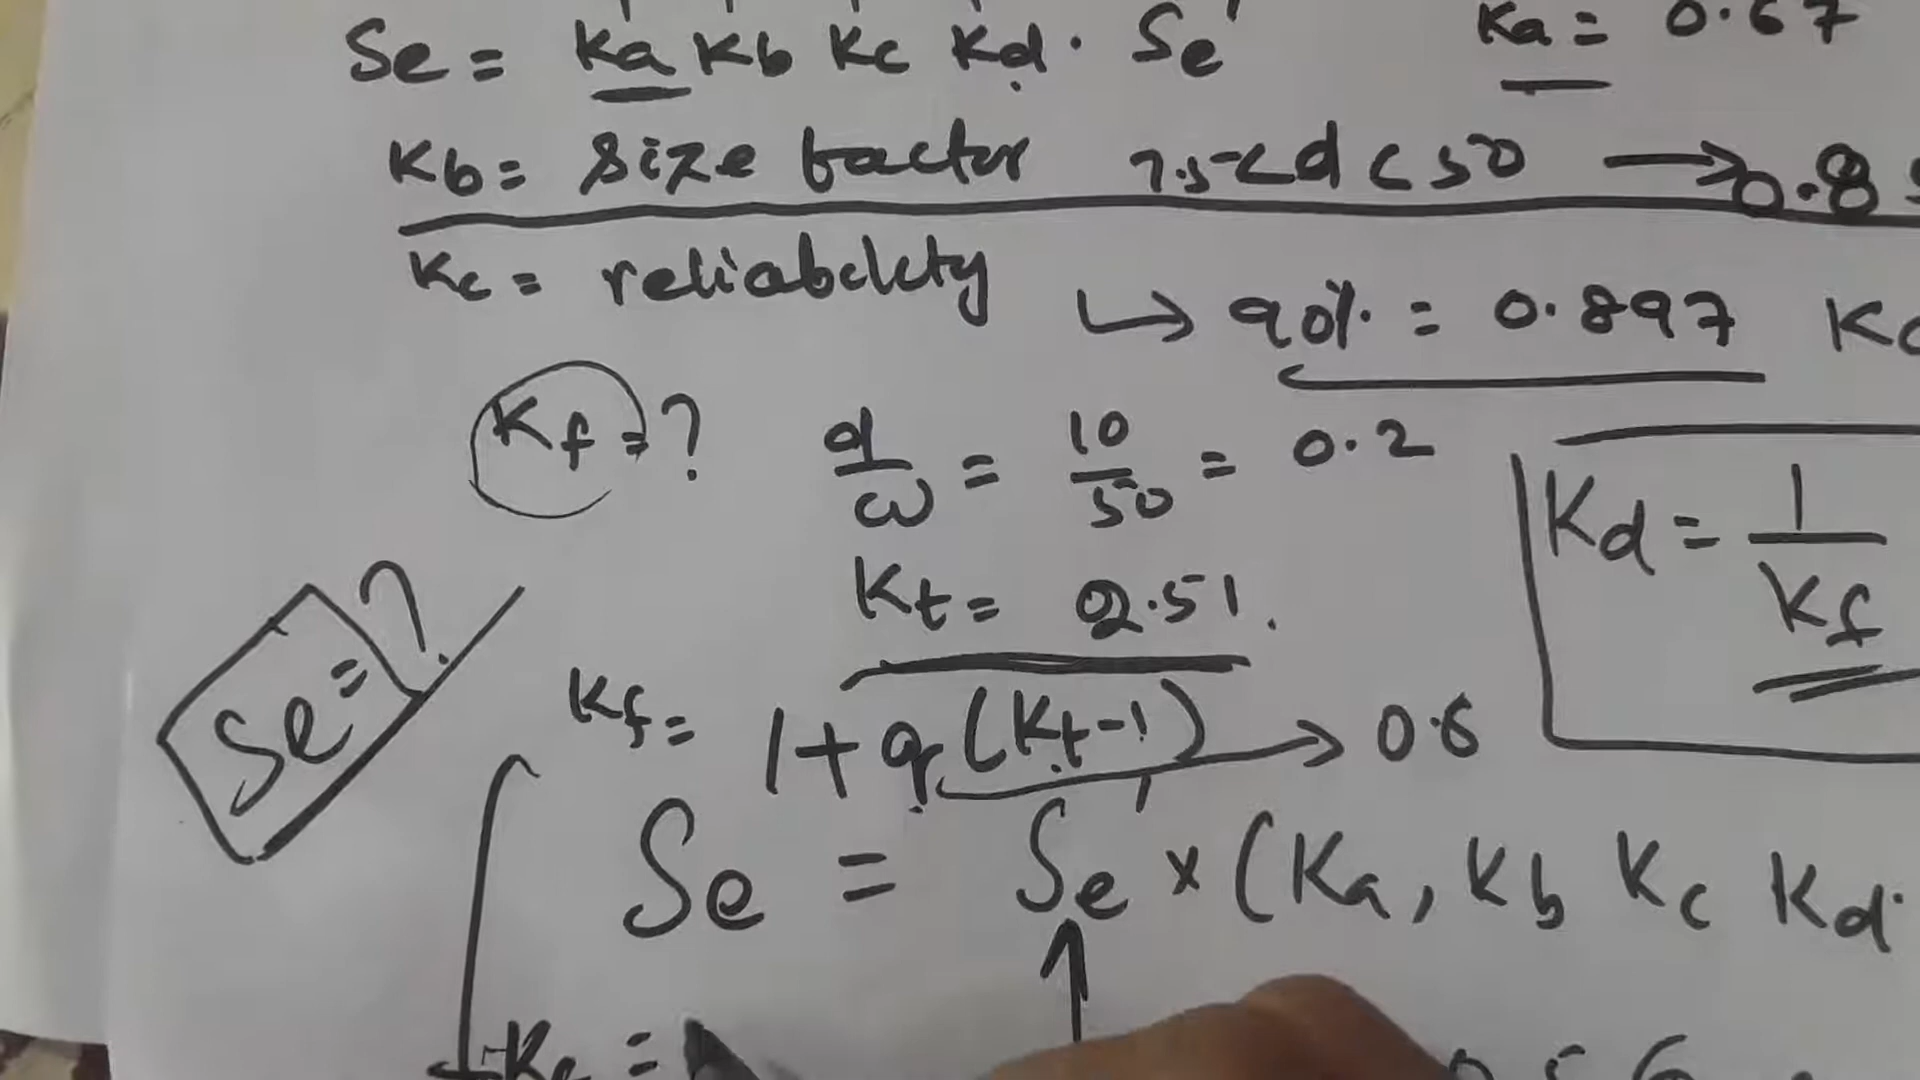 Se = Ka Kb Kc Kd . Se' Ka = 0.67
Kb = size factor 7.5<d<50 → 0.8
Kc = reliability
↳ 90% = 0.897
Kf = ? d/w = 10/50 = 0.2
Kd = 1/Kf
Kt = 2.51.
Se = ?
Kf = 1 + q (Kt - 1) → 0.6
Se = Se' × (Ka, Kb Kc Kd.